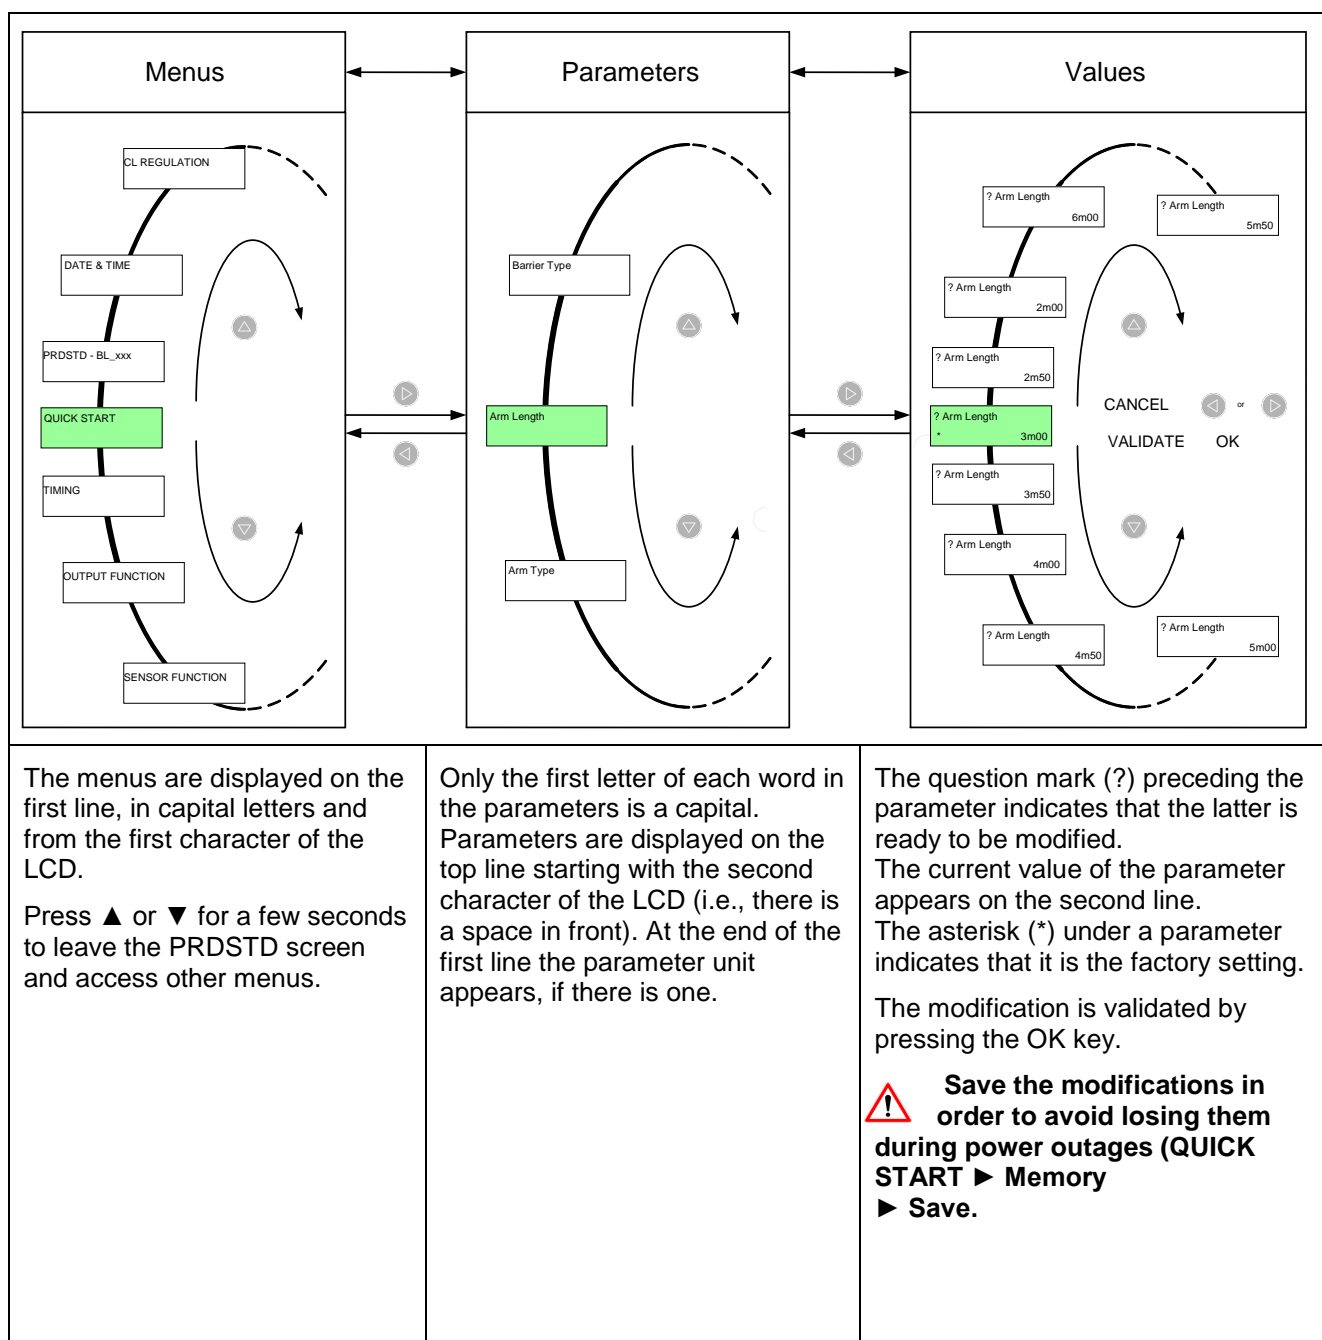 Menus
Parameters
Values
CL REGULATION
DATE & TIME
PRDSTD - BL_xxx
QUICK START
TIMING
OUTPUT FUNCTION
SENSOR FUNCTION
Barrier Type
Arm Length
Arm Type
? Arm Length
6m00
? Arm Length
5m50
? Arm Length
2m00
? Arm Length
2m50
? Arm Length
* 3m00
? Arm Length
3m50
? Arm Length
4m00
? Arm Length
4m50
? Arm Length
5m00
CANCEL or
VALIDATE OK
The menus are displayed on the
first line, in capital letters and
from the first character of the
LCD.
Press ▲ or ▼ for a few seconds
to leave the PRDSTD screen
and access other menus.
Only the first letter of each word in
the parameters is a capital.
Parameters are displayed on the
top line starting with the second
character of the LCD (i.e., there is
a space in front). At the end of the
first line the parameter unit
appears, if there is one.
The question mark (?) preceding the
parameter indicates that the latter is
ready to be modified.
The current value of the parameter
appears on the second line.
The asterisk (*) under a parameter
indicates that it is the factory setting.
The modification is validated by
pressing the OK key.
Save the modifications in
order to avoid losing them
during power outages (QUICK
START ► Memory
► Save.